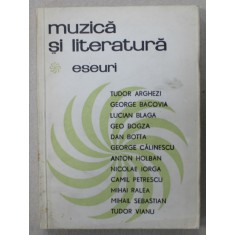 muzică
și literatură
eseuri
TUDOR ARGHEZI
GEORGE BACOVIA
LUCIAN BLAGA
GEO BOGZA
DAN BOTTA
GEORGE CĂLINESCU
ANTON HOLBAN
NICOLAE IORGA
CAMIL PETRESCU
MIHAI RALEA
MIHAIL SEBASTIAN
TUDOR VIANU